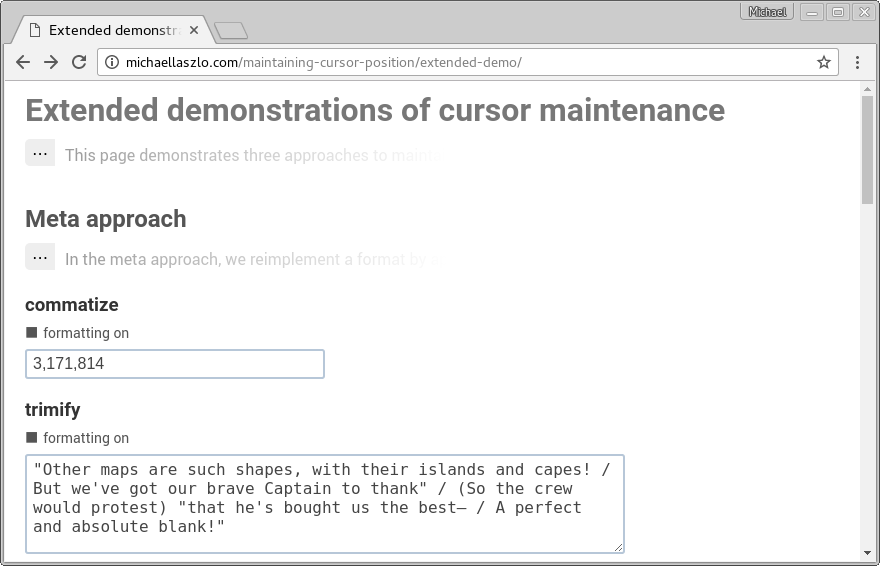 Michael
Extended demonstr
michaellaszlo.com/maintaining-cursor-position/extended-demo/
Extended demonstrations of cursor maintenance
... This page demonstrates three approaches to
Meta approach
... In the meta approach, we reimplement a format by
commatize
formatting on
3,171,814
trimify
formatting on
"Other maps are such shapes, with their islands and capes! /
But we've got our brave Captain to thank" / (So the crew
would protest) "that he's bought us the best— / A perfect
and absolute blank!"